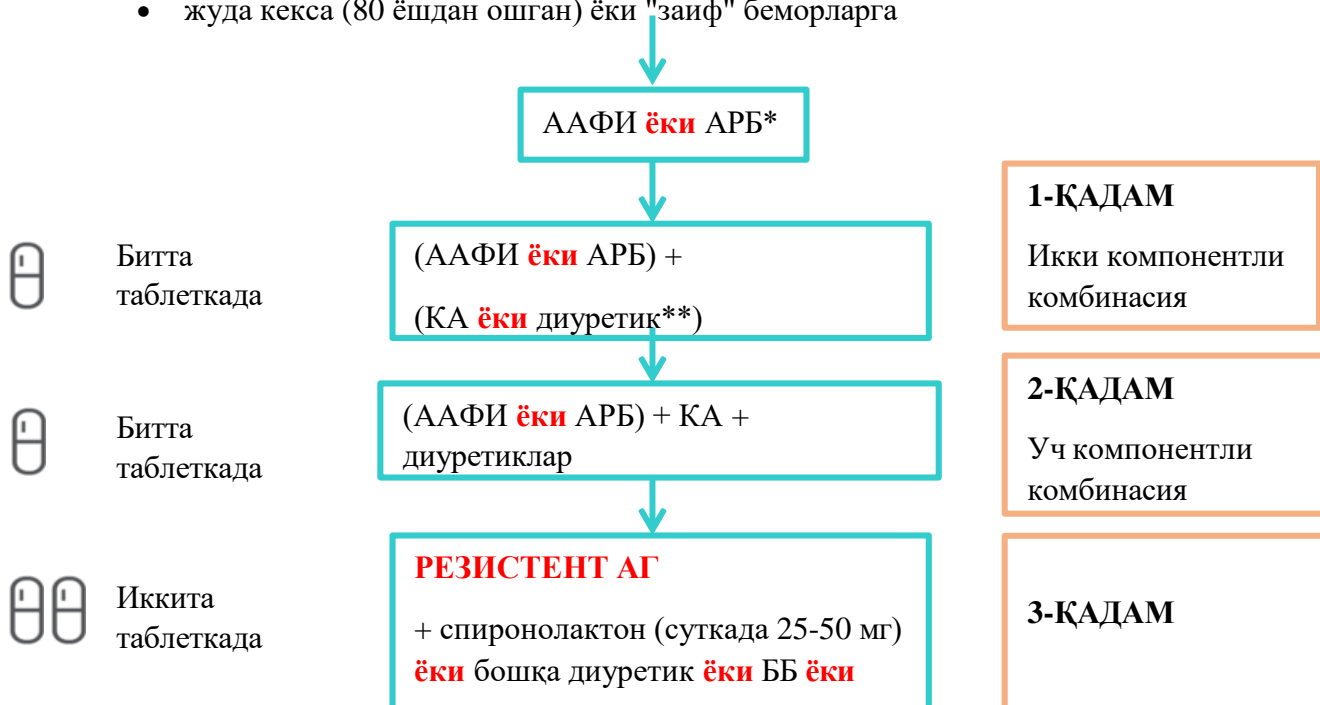 • жуда кекса (80 ёшдан ошган) ёки "заиф" беморларга
ААФИ ёки АРБ*
1-ҚАДАМ
Икки компонентли
комбинасия
Битта
таблеткада
(ААФИ ёки АРБ) +
(КА ёки диуретик**)
2-ҚАДАМ
Уч компонентли
комбинасия
Битта
таблеткада
(ААФИ ёки АРБ) + КА +
диуретиклар
3-ҚАДАМ
Иккита
таблеткада
РЕЗИСТЕНТ АГ
+ спиронолактон (суткада 25-50 мг)
ёки бошқа диуретик ёки ББ ёки